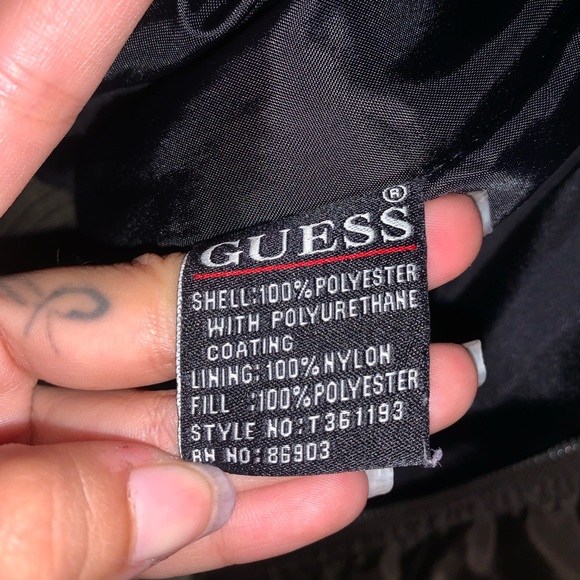 GUESS®
SHELL:100%POLYESTER
WITH POLYURETHANE
COATING
LINING:100%NYLON
FILL :100%POLYESTER
STYLE NO:T361193
RN NO:86903